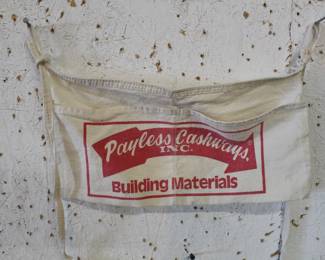 Payless Cashways®
INC.
Building Materials